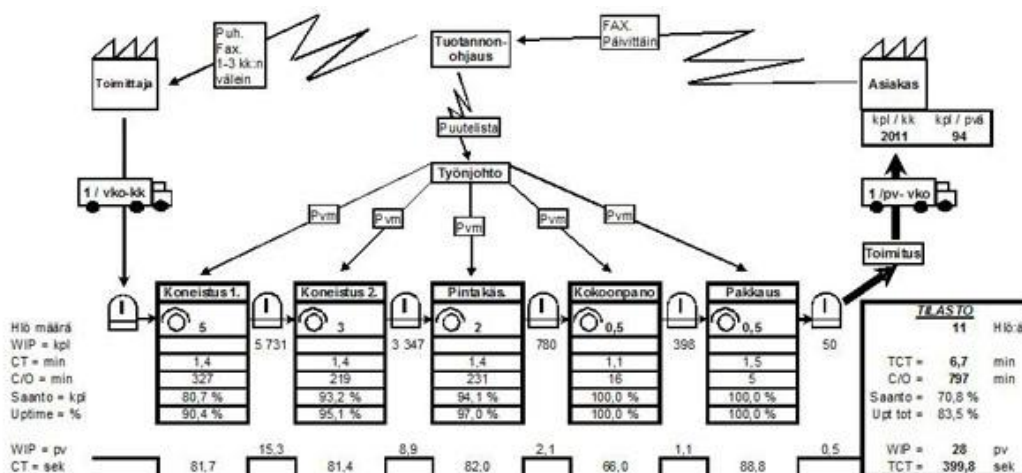 Puh.
Fax.
1-3 kk:n
välein
Tuotannon-
ohjaus
FAX.
Päivittäin
Toimittaja
Asiakas
kpl / kk kpl / pvä
2011 94
Puutelista
Työnjohto
1 / vko-kk
1 /pv- vko
Pvm
Pvm
Pvm
Pvm
Pvm
Toimitus
I Koneistus 1. I Koneistus 2. I Pintakäs. I Kokoonpano I Pakkaus I
Hlö määrä 5 3 2 0,5 0,5
WIP = kpl 5 731 3 347 780 398 50
CT = min 1,4 1,4 1,4 1,1 1,5
C/O = min 327 219 231 16 5
Saanto = kpl 80,7 % 93,2 % 94,1 % 100,0 % 100,0 %
Uptime = % 90,4 % 95,1 % 97,0 % 100,0 % 100,0 %
WIP = pv 15,3 8,9 2,1 1,1 0,5
CT = sek 81,7 81,4 82,0 66,0 88,8
TILASTO
11 Hlö:ä
TCT = 6,7 min
C/O = 797 min
Saanto = 70,8 %
Upt tot = 83,5 %
WIP = 28 pv
TCT = 399,8 sek